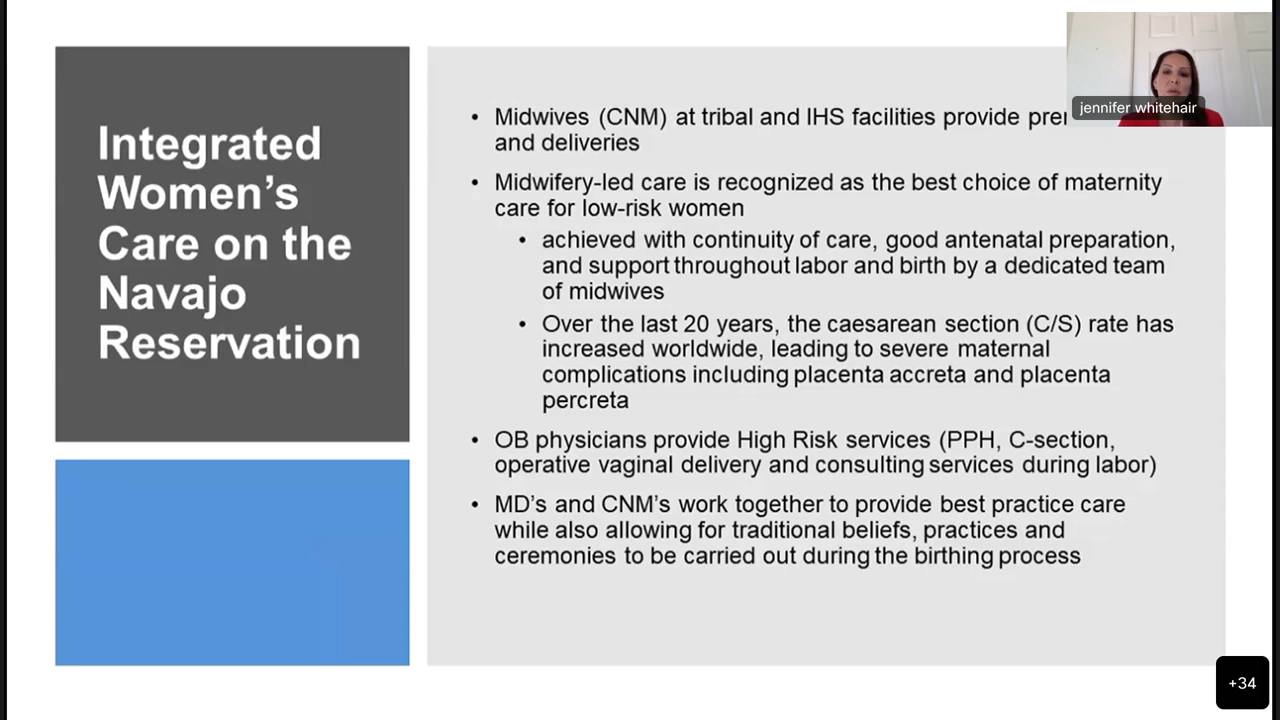 Integrated
Women’s
Care on the
Navajo
Reservation
• Midwives (CNM) at tribal and IHS facilities provide
and deliveries
• Midwifery-led care is recognized as the best choice of maternity
care for low-risk women
• achieved with continuity of care, good antenatal preparation,
and support throughout labor and birth by a dedicated team
of midwives
• Over the last 20 years, the caesarean section (C/S) rate has
increased worldwide, leading to severe maternal
complications including placenta accreta and placenta
percreta
• OB physicians provide High Risk services (PPH, C-section,
operative vaginal delivery and consulting services during labor)
• MD’s and CNM’s work together to provide best practice care
while also allowing for traditional beliefs, practices and
ceremonies to be carried out during the birthing process
jennifer whitehair
+34